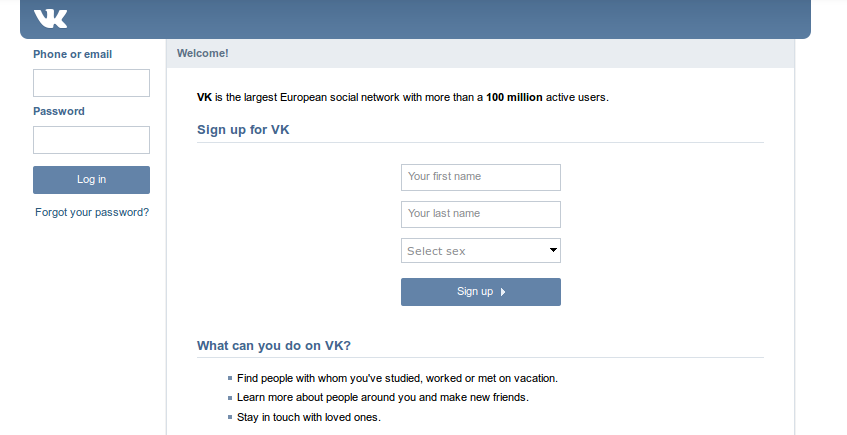 VK
Phone or email
Password
Log in
Forgot your password?
Welcome!
VK is the largest European social network with more than a 100 million active users.
Sign up for VK
Your first name
Your last name
Select sex
Sign up
What can you do on VK?
Find people with whom you've studied, worked or met on vacation.
Learn more about people around you and make new friends.
Stay in touch with loved ones.